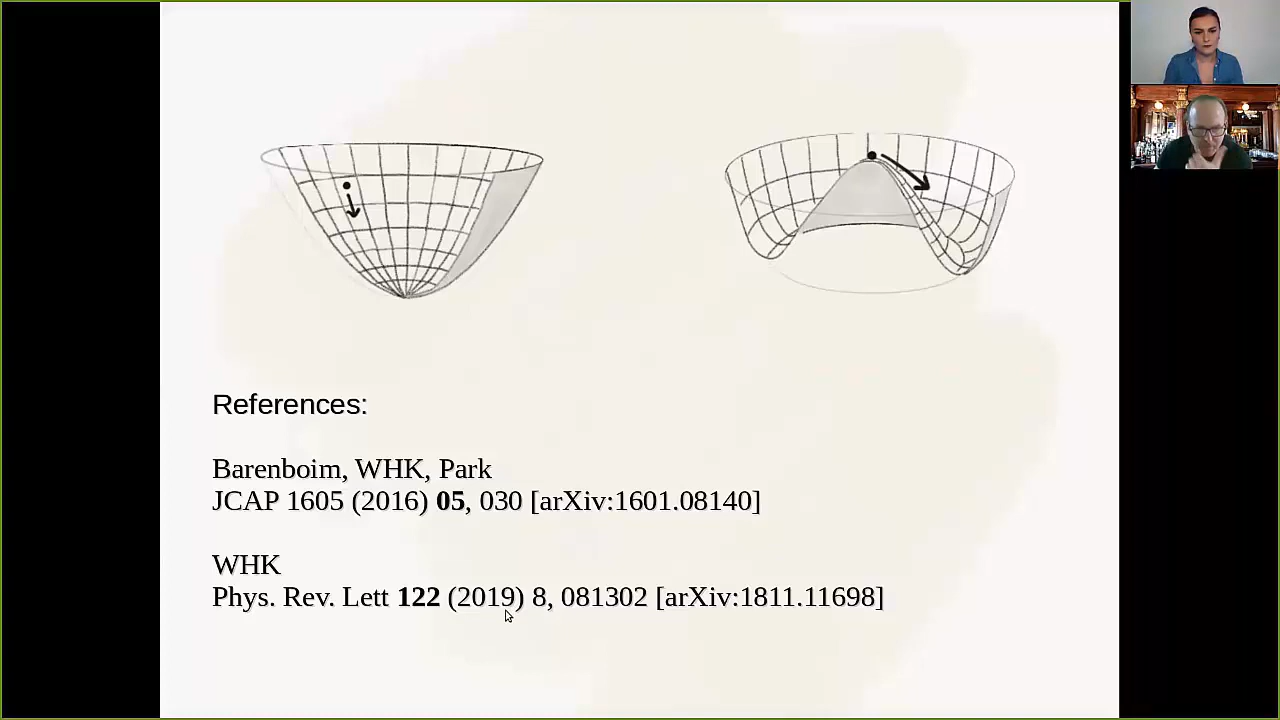 References:
Barenboim, WHK, Park
JCAP 1605 (2016) 05, 030 [arXiv:1601.08140]
WHK
Phys. Rev. Lett 122 (2019) 8, 081302 [arXiv:1811.11698]